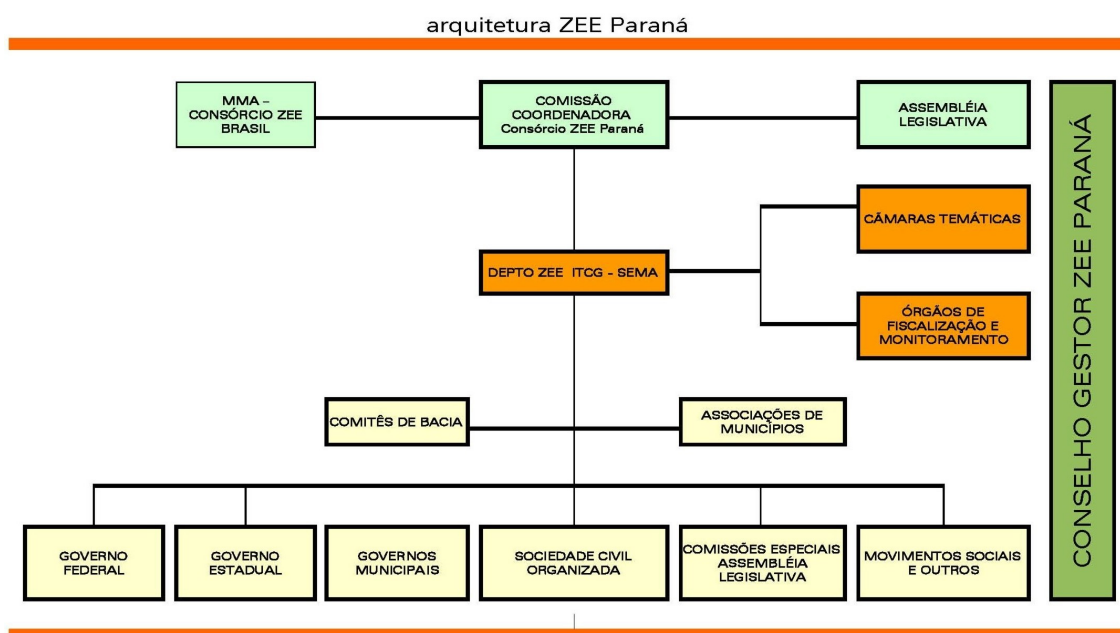 arquitetura ZEE Paraná
MMA –
CONSÓRCIO ZEE
BRASIL
COMISSÃO
COORDENADORA
Consórcio ZEE Paraná
ASSEMBLÉIA
LEGISLATIVA
CÂMARAS TEMÁTICAS
DEPTO ZEE ITCG - SEMA
ÓRGÃOS DE
FISCALIZAÇÃO E
MONITORAMENTO
COMITÊS DE BACIA
ASSOCIAÇÕES DE
MUNICÍPIOS
GOVERNO
FEDERAL
GOVERNO
ESTADUAL
GOVERNOS
MUNICIPAIS
SOCIEDADE CIVIL
ORGANIZADA
COMISSÕES ESPECIAIS
ASSEMBLÉIA
LEGISLATIVA
MOVIMENTOS SOCIAIS
E OUTROS
CONSELHO GESTOR ZEE PARANÁ